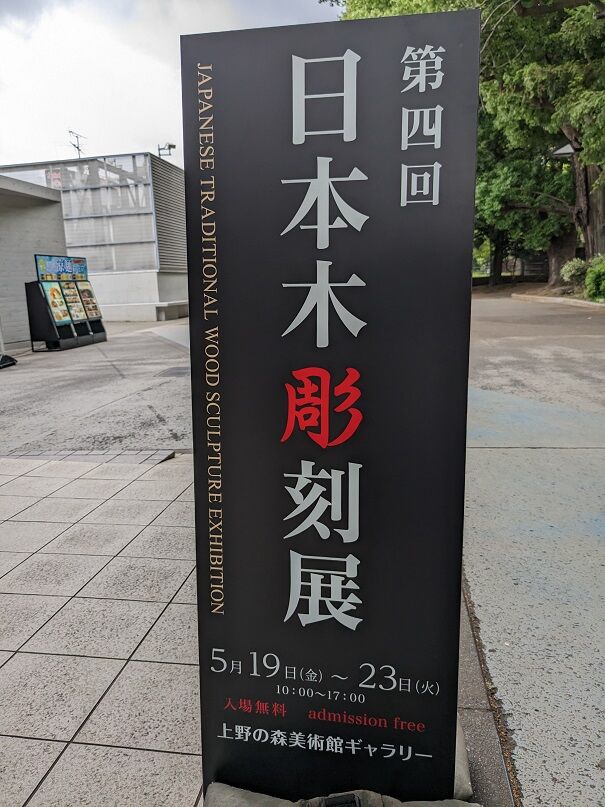 第四回
日本木彫刻展
JAPANESE TRADITIONAL WOOD SCULPTURE EXHIBITION
5月19日(金)～23日(火)
10:00～17:00
入場無料 admission free
上野の森美術館ギャラリー